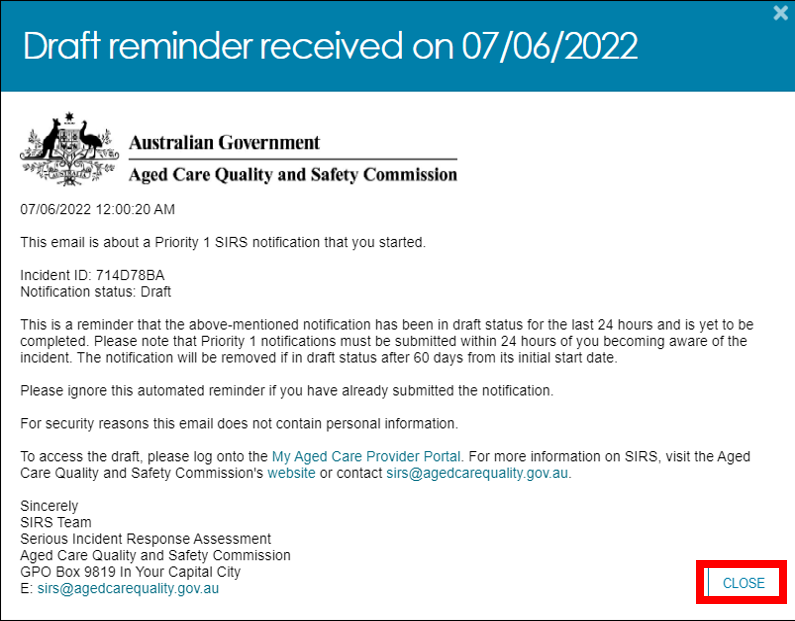 Draft reminder received on 07/06/2022
Australian Government
Aged Care Quality and Safety Commission
07/06/2022 12:00:20 AM
This email is about a Priority 1 SIRS notification that you started.
Incident ID: 714D78BA
Notification status: Draft
This is a reminder that the above-mentioned notification has been in draft status for the last 24 hours and is yet to be
completed. Please note that Priority 1 notifications must be submitted within 24 hours of you becoming aware of the
incident. The notification will be removed if in draft status after 60 days from its initial start date.
Please ignore this automated reminder if you have already submitted the notification.
For security reasons this email does not contain personal information.
To access the draft, please log onto the My Aged Care Provider Portal. For more information on SIRS, visit the Aged
Care Quality and Safety Commission's website or contact sirs@agedcarequality.gov.au.
Sincerely
SIRS Team
Serious Incident Response Assessment
Aged Care Quality and Safety Commission
GPO Box 9819 In Your Capital City
E: sirs@agedcarequality.gov.au
CLOSE